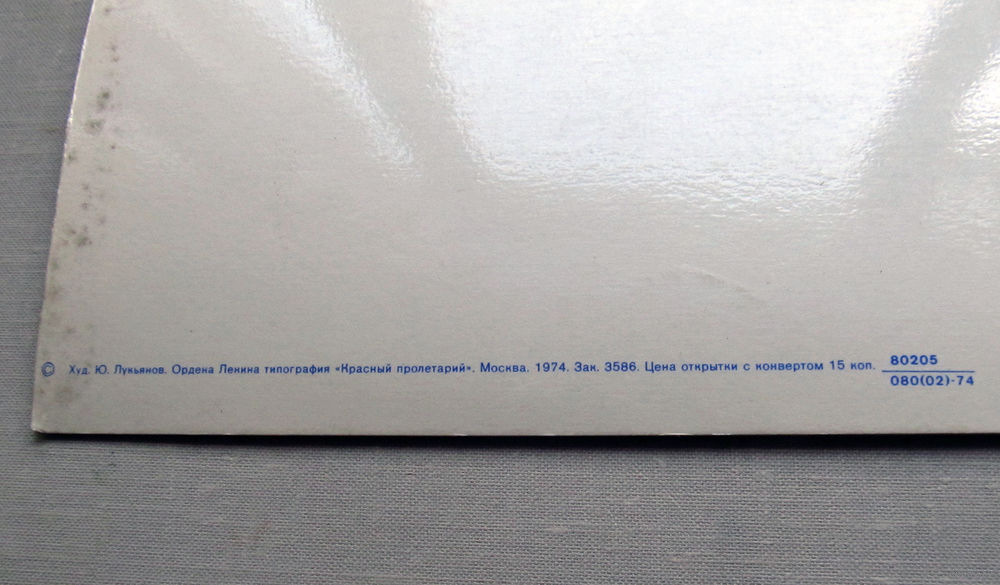 © Худ. Ю. Лукьянов. Ордена Ленина типография «Красный пролетарий». Москва. 1974. Зак. 3586. Цена открытки с конвертом 15 коп.
80205
080(02)-74